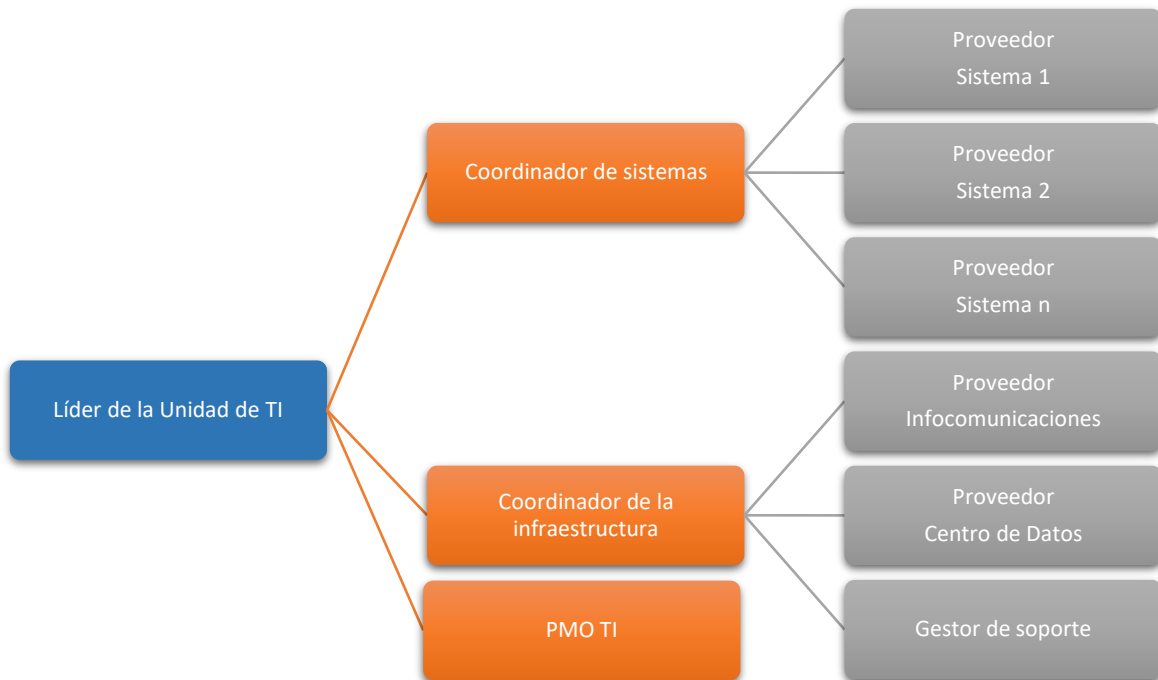 Líder de la Unidad de TI
Coordinador de sistemas
Proveedor
Sistema 1
Proveedor
Sistema 2
Proveedor
Sistema n
Coordinador de la
infraestructura
Proveedor
Infocomunicaciones
Proveedor
Centro de Datos
Gestor de soporte
PMO TI